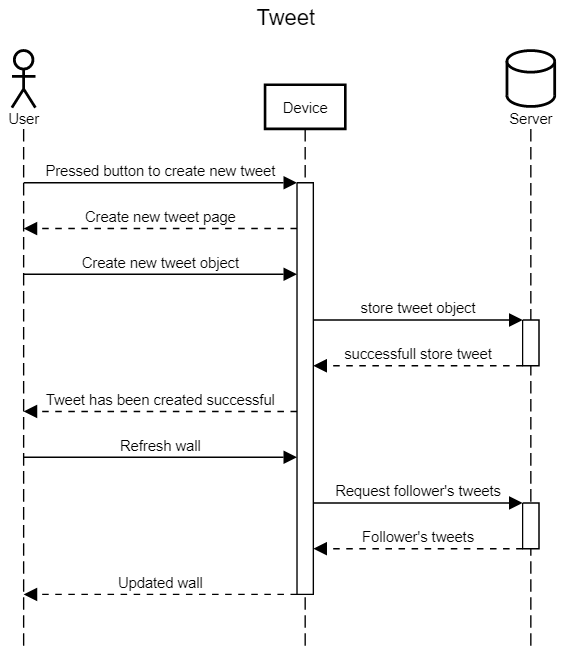 Tweet
User
Device
Server
Pressed button to create new tweet
Create new tweet page
Create new tweet object
store tweet object
successfull store tweet
Tweet has been created successful
Refresh wall
Request follower's tweets
Follower's tweets
Updated wall